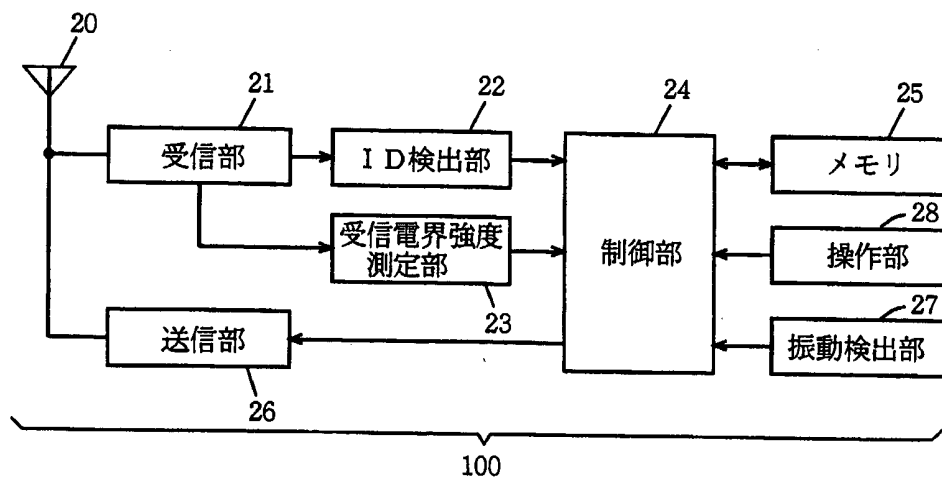 20
21
22
24
25
受信部
ＩＤ検出部
メモリ
28
受信電界強度
測定部
制御部
操作部
23
27
送信部
振動検出部
26
100